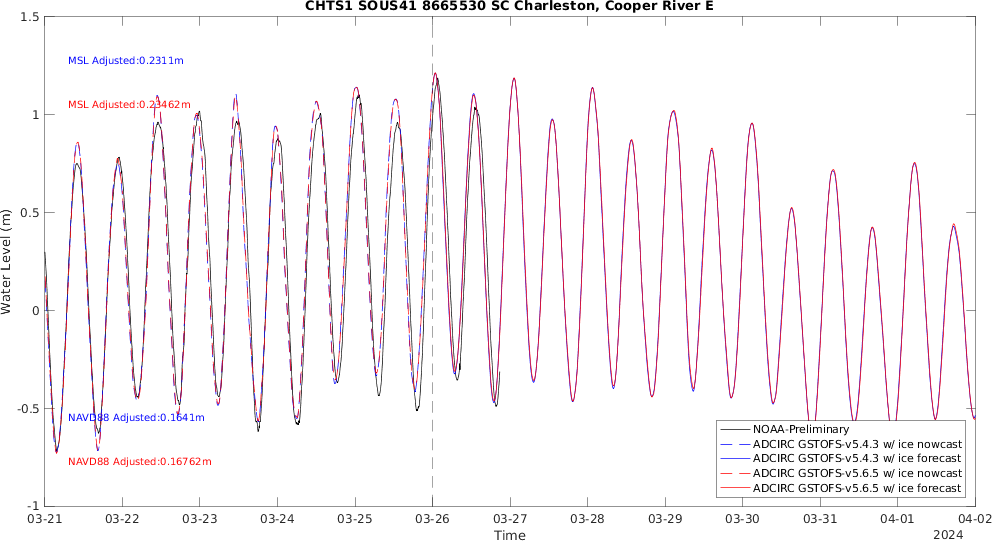 CHTS1 SOUS41 8665530 SC Charleston, Cooper River E
1.5
MSL Adjusted:0.2311m
MSL Adjusted:0.23462m
1
0.5
Water Level (m)
0
-0.5
NAVD88 Adjusted:0.1641m
NAVD88 Adjusted:0.16762m
-1
NOAA-Preliminary
ADCIRC GSTOFS-v5.4.3 w/ ice nowcast
ADCIRC GSTOFS-v5.4.3 w/ ice forecast
ADCIRC GSTOFS-v5.6.5 w/ ice nowcast
ADCIRC GSTOFS-v5.6.5 w/ ice forecast
03-21 03-22 03-23 03-24 03-25 03-26 03-27 03-28 03-29 03-30 03-31 04-01 04-02
Time
2024